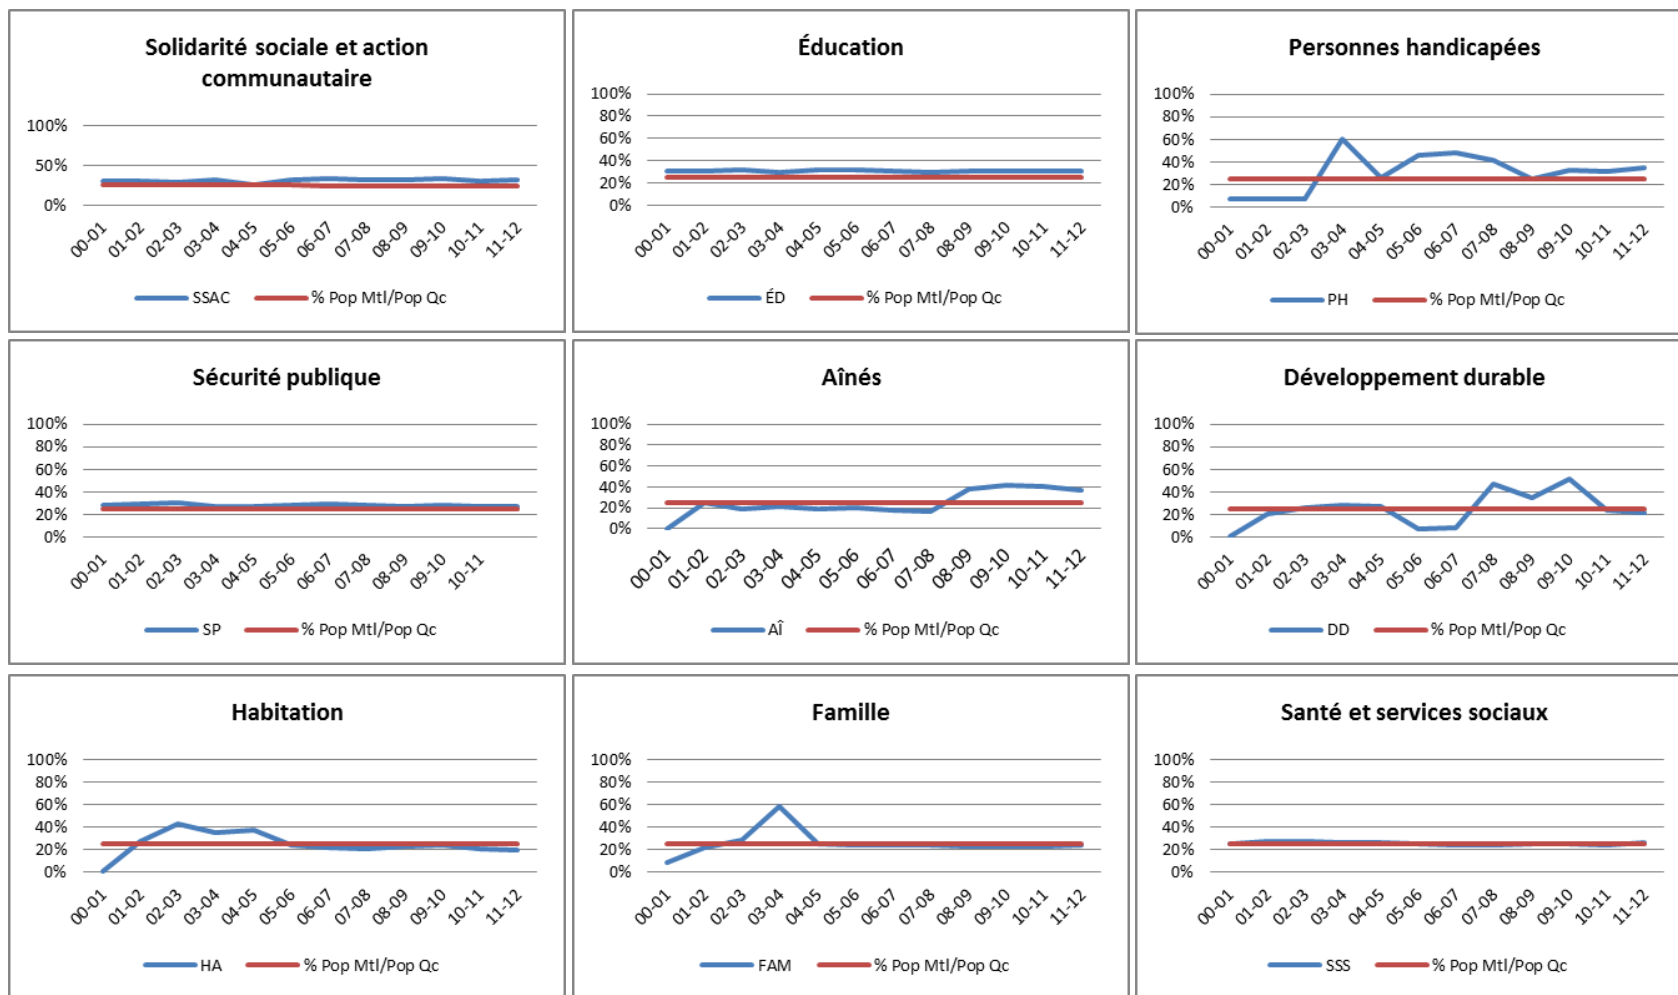 Solidarité sociale et action
communautaire
100%
50%
0%
00-01 01-02 02-03 03-04 04-05 05-06 06-07 07-08 08-09 09-10 10-11 11-12
SSAC % Pop Mtl/Pop Qc
Éducation
100%
80%
60%
40%
20%
0%
00-01 01-02 02-03 03-04 04-05 05-06 06-07 07-08 08-09 09-10 10-11 11-12
ÉD % Pop Mtl/Pop Qc
Personnes handicapées
100%
80%
60%
40%
20%
0%
00-01 01-02 02-03 03-04 04-05 05-06 06-07 07-08 08-09 09-10 10-11 11-12
PH % Pop Mtl/Pop Qc
Sécurité publique
100%
80%
60%
40%
20%
0%
00-01 01-02 02-03 03-04 04-05 05-06 06-07 07-08 08-09 09-10 10-11
SP % Pop Mtl/Pop Qc
Aînés
100%
80%
60%
40%
20%
0%
00-01 01-02 02-03 03-04 04-05 05-06 06-07 07-08 08-09 09-10 10-11 11-12
AÎ % Pop Mtl/Pop Qc
Développement durable
100%
80%
60%
40%
20%
0%
00-01 01-02 02-03 03-04 04-05 05-06 06-07 07-08 08-09 09-10 10-11 11-12
DD % Pop Mtl/Pop Qc
Habitation
100%
80%
60%
40%
20%
0%
00-01 01-02 02-03 03-04 04-05 05-06 06-07 07-08 08-09 09-10 10-11 11-12
HA % Pop Mtl/Pop Qc
Famille
100%
80%
60%
40%
20%
0%
00-01 01-02 02-03 03-04 04-05 05-06 06-07 07-08 08-09 09-10 10-11 11-12
FAM % Pop Mtl/Pop Qc
Santé et services sociaux
100%
80%
60%
40%
20%
0%
00-01 01-02 02-03 03-04 04-05 05-06 06-07 07-08 08-09 09-10 10-11 11-12
SSS % Pop Mtl/Pop Qc